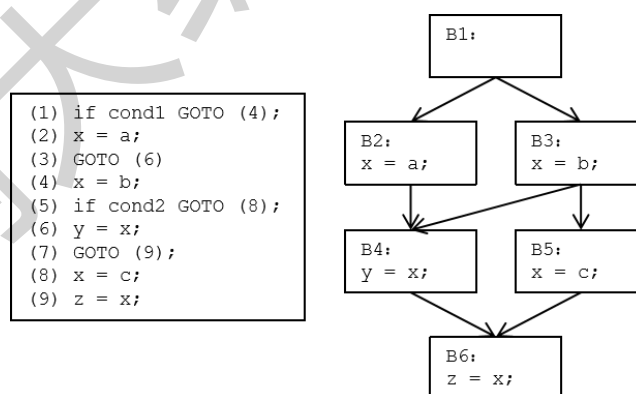 (1) if cond1 GOTO (4);
(2) x = a;
(3) GOTO (6)
(4) x = b;
(5) if cond2 GOTO (8);
(6) y = x;
(7) GOTO (9);
(8) x = c;
(9) z = x;
B1:
B2:
x = a;
B3:
x = b;
B4:
y = x;
B5:
x = c;
B6:
z = x;